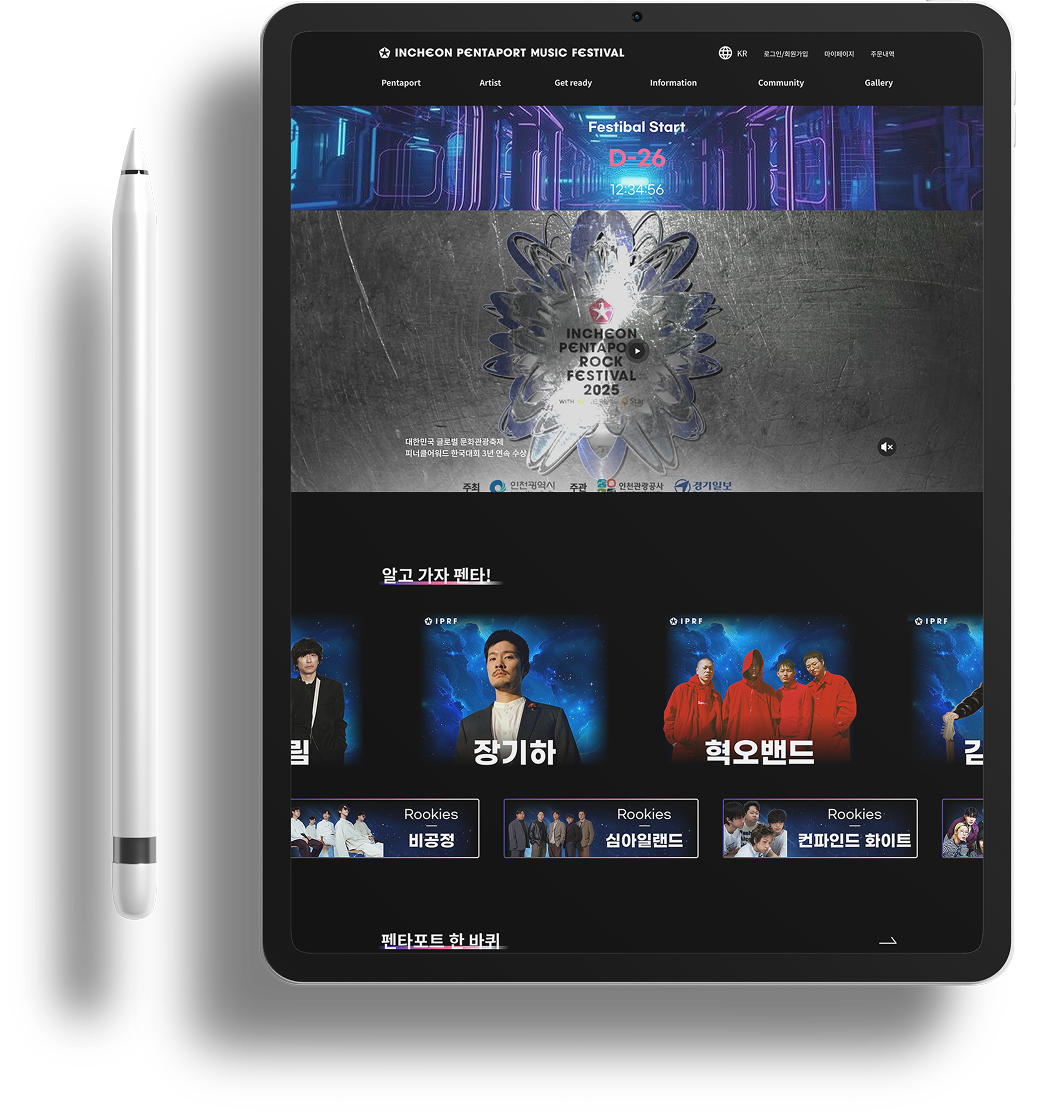 INCHEON PENTAPORT MUSIC FESTIVAL
KR 로그인/회원가입 마이페이지 주문내역
Pentaport Artist Get ready Information Community Gallery
Festibal Start
D-26
12:34:56
INCHEON
PENTAPO
ROCK
FESTIVAL
2025
WITH
Star
대한민국 글로벌 문화관광축제
피너클어워드 한국대회 3년 연속 수상
주최 인천광역시 주관 인천관광공사 경기일보
알고 가자 펜타!
IPRF IPRF IPRF
림 장기하 혁오밴드 김
Rookies Rookies Rookies
비공정 심아일랜드 컨파인드 화이트
펜타포트 한 바퀴